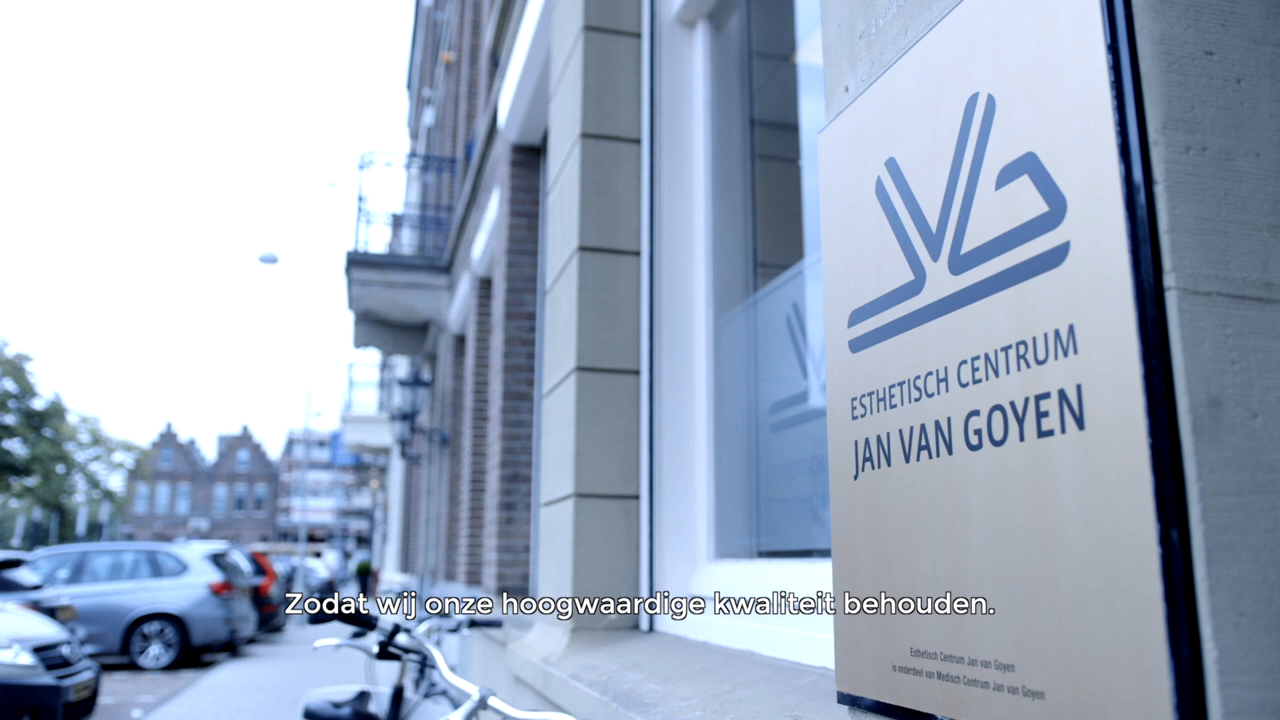 ESTHETISCH CENTRUM
JAN VAN GOYEN
Zodat wij onze hoogwaardige kwaliteit behouden.
Esthetisch Centrum Jan van Goyen
is onderdeel van Medisch Centrum Jan van Goyen